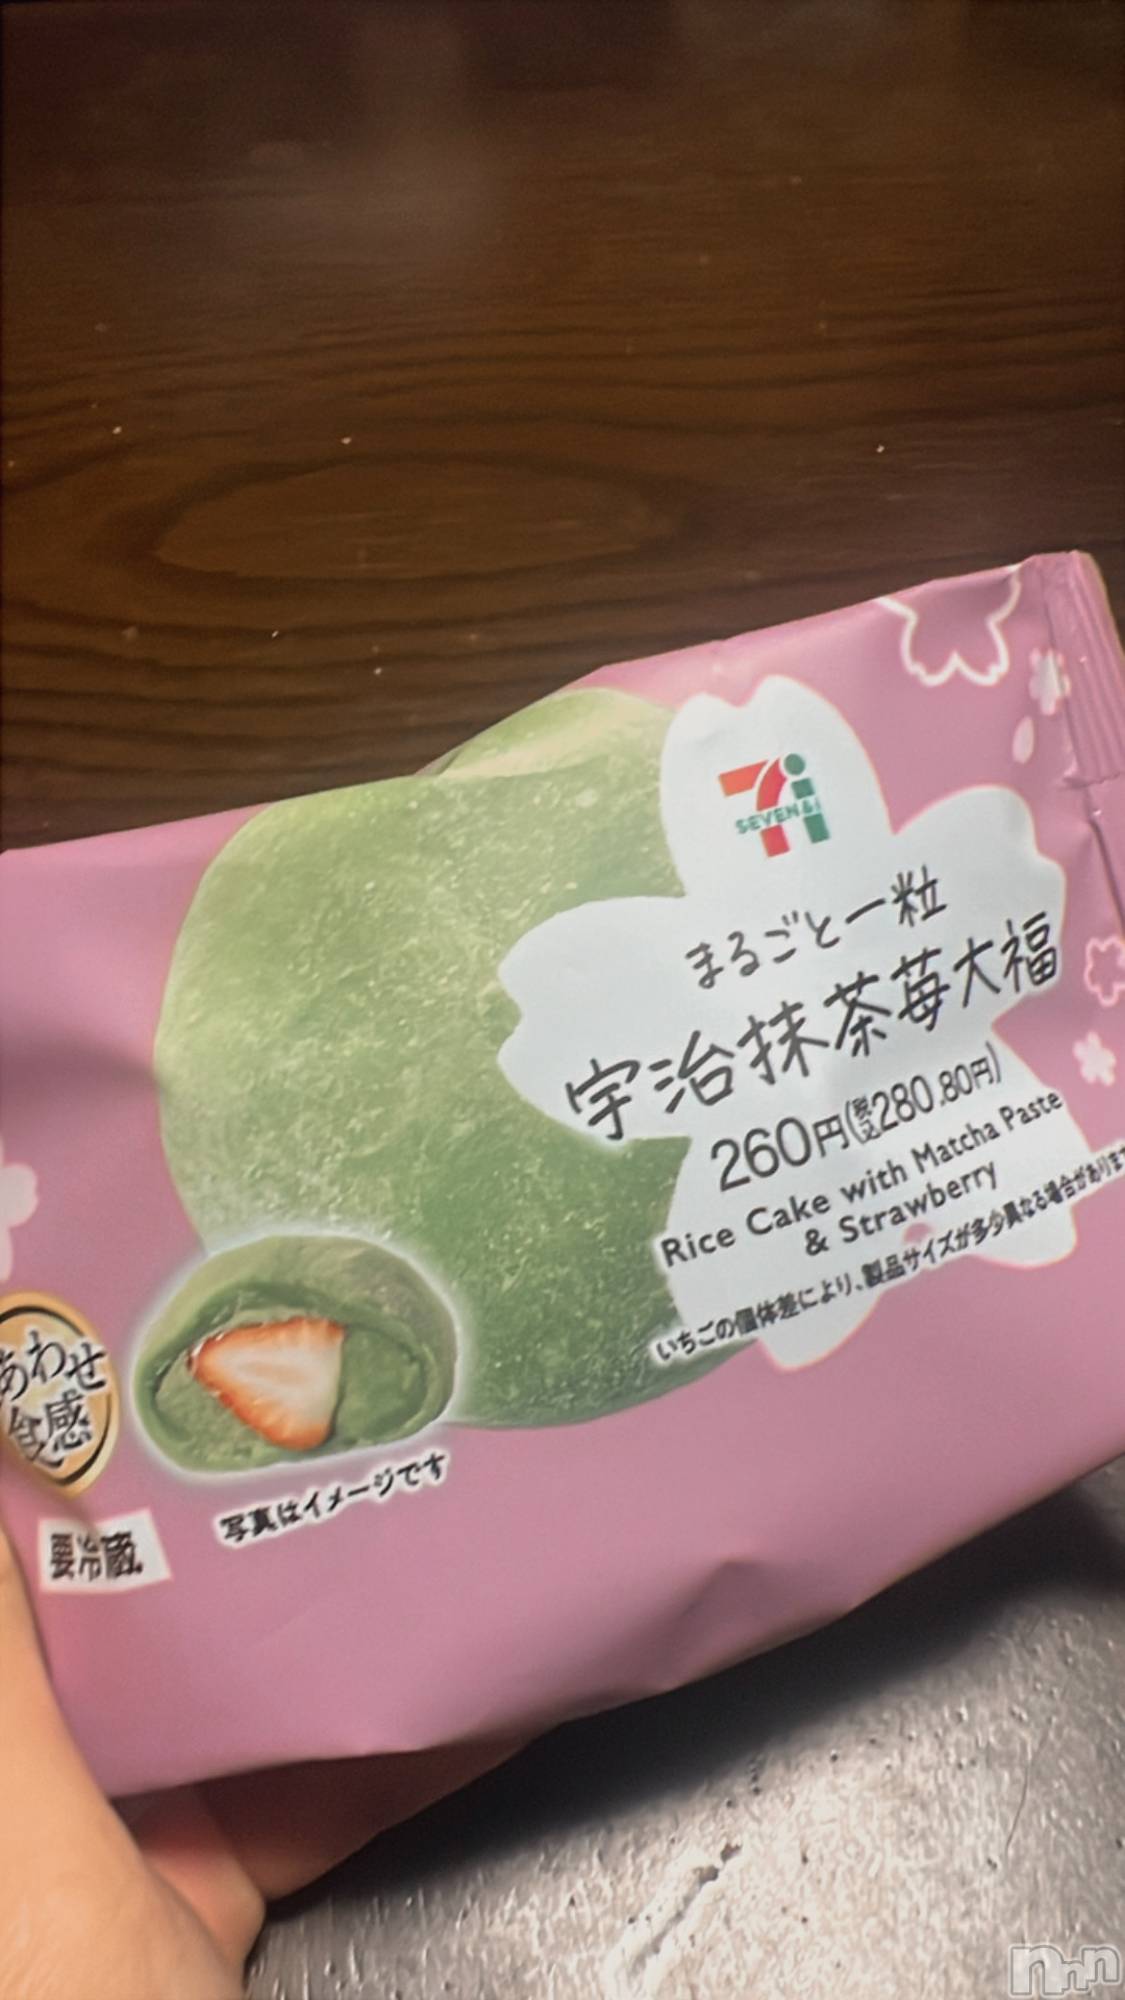 SEVEN&i
まるごと一粒
宇治抹茶苺大福
260円(税込280.80円)
Rice Cake with Matcha Paste
& Strawberry
いちごの個体差により、製品サイズが多少異なる場合があります
あわせ
食感
写真はイメージです
要冷蔵
nnn